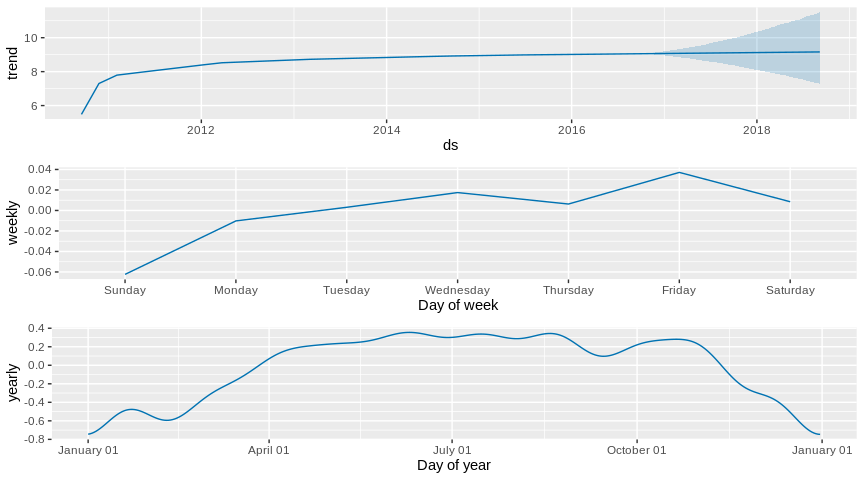 trend
10
8
6
2012 2014 2016 2018
ds
weekly
0.04
0.02
0.00
-0.02
-0.04
-0.06
Sunday Monday Tuesday Wednesday Thursday Friday Saturday
Day of week
yearly
0.4
0.2
0.0
-0.2
-0.4
-0.6
-0.8
January 01 April 01 July 01 October 01 January 01
Day of year